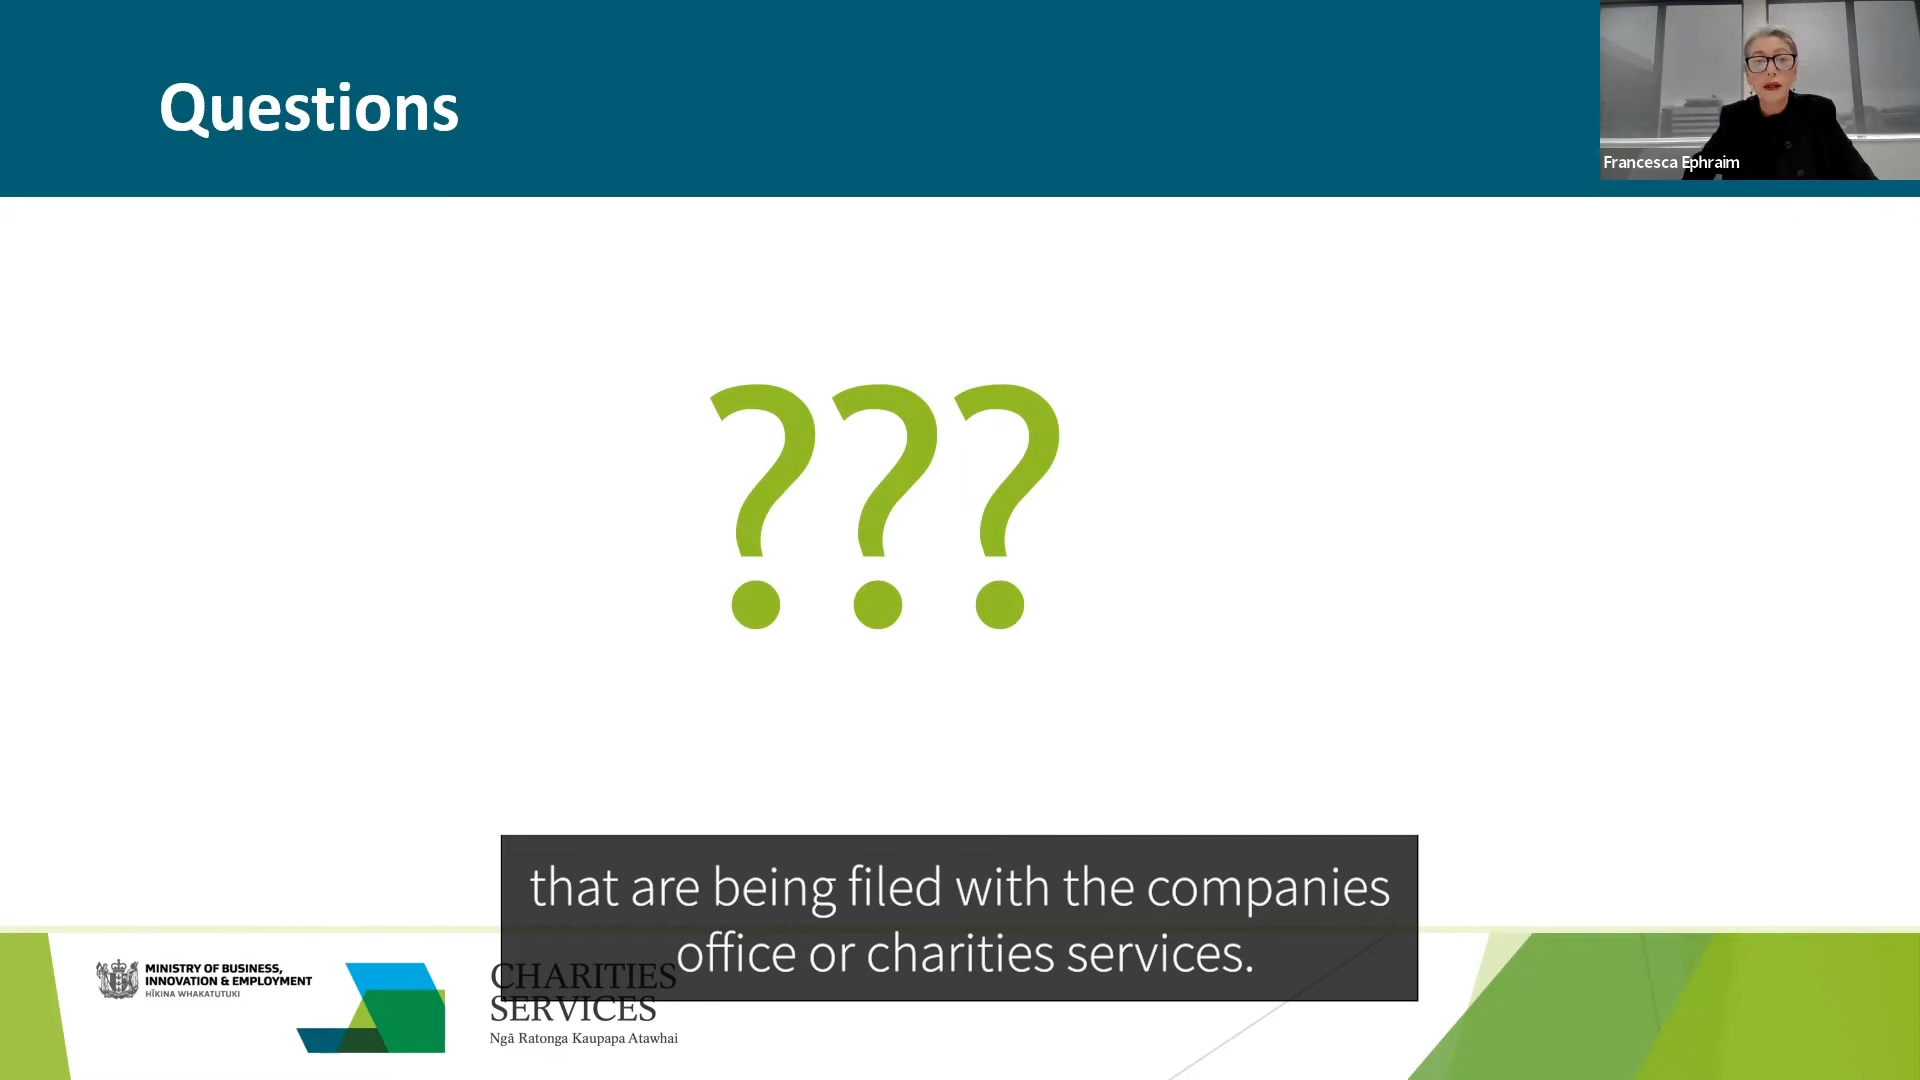 Questions
Francesca Ephraim
???
that are being filed with the companies
office or charities services.
MINISTRY OF BUSINESS,
INNOVATION & EMPLOYMENT
HĪKINA WHAKATUTUKI
CHARITIES
SERVICES
Ngā Ratonga Kaupapa Atawhai